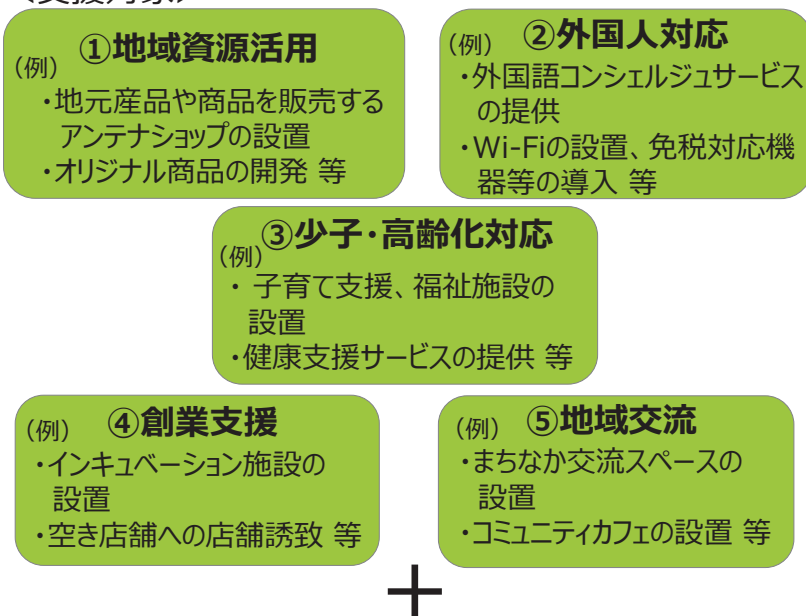 ①地域資源活用
（例）
・地元産品や商品を販売する
アンテナショップの設置
・オリジナル商品の開発 等
②外国人対応
（例）
・外国語コンシェルジュサービス
の提供
・Wi-Fiの設置、免税対応機
器等の導入 等
③少子・高齢化対応
（例）
・ 子育て支援、福祉施設の
設置
・健康支援サービスの提供 等
④創業支援
（例）
・インキュベーション施設の
設置
・空き店舗への店舗誘致 等
⑤地域交流
（例）
・まちなか交流スペースの
設置
・コミュニティカフェの設置 等
＋